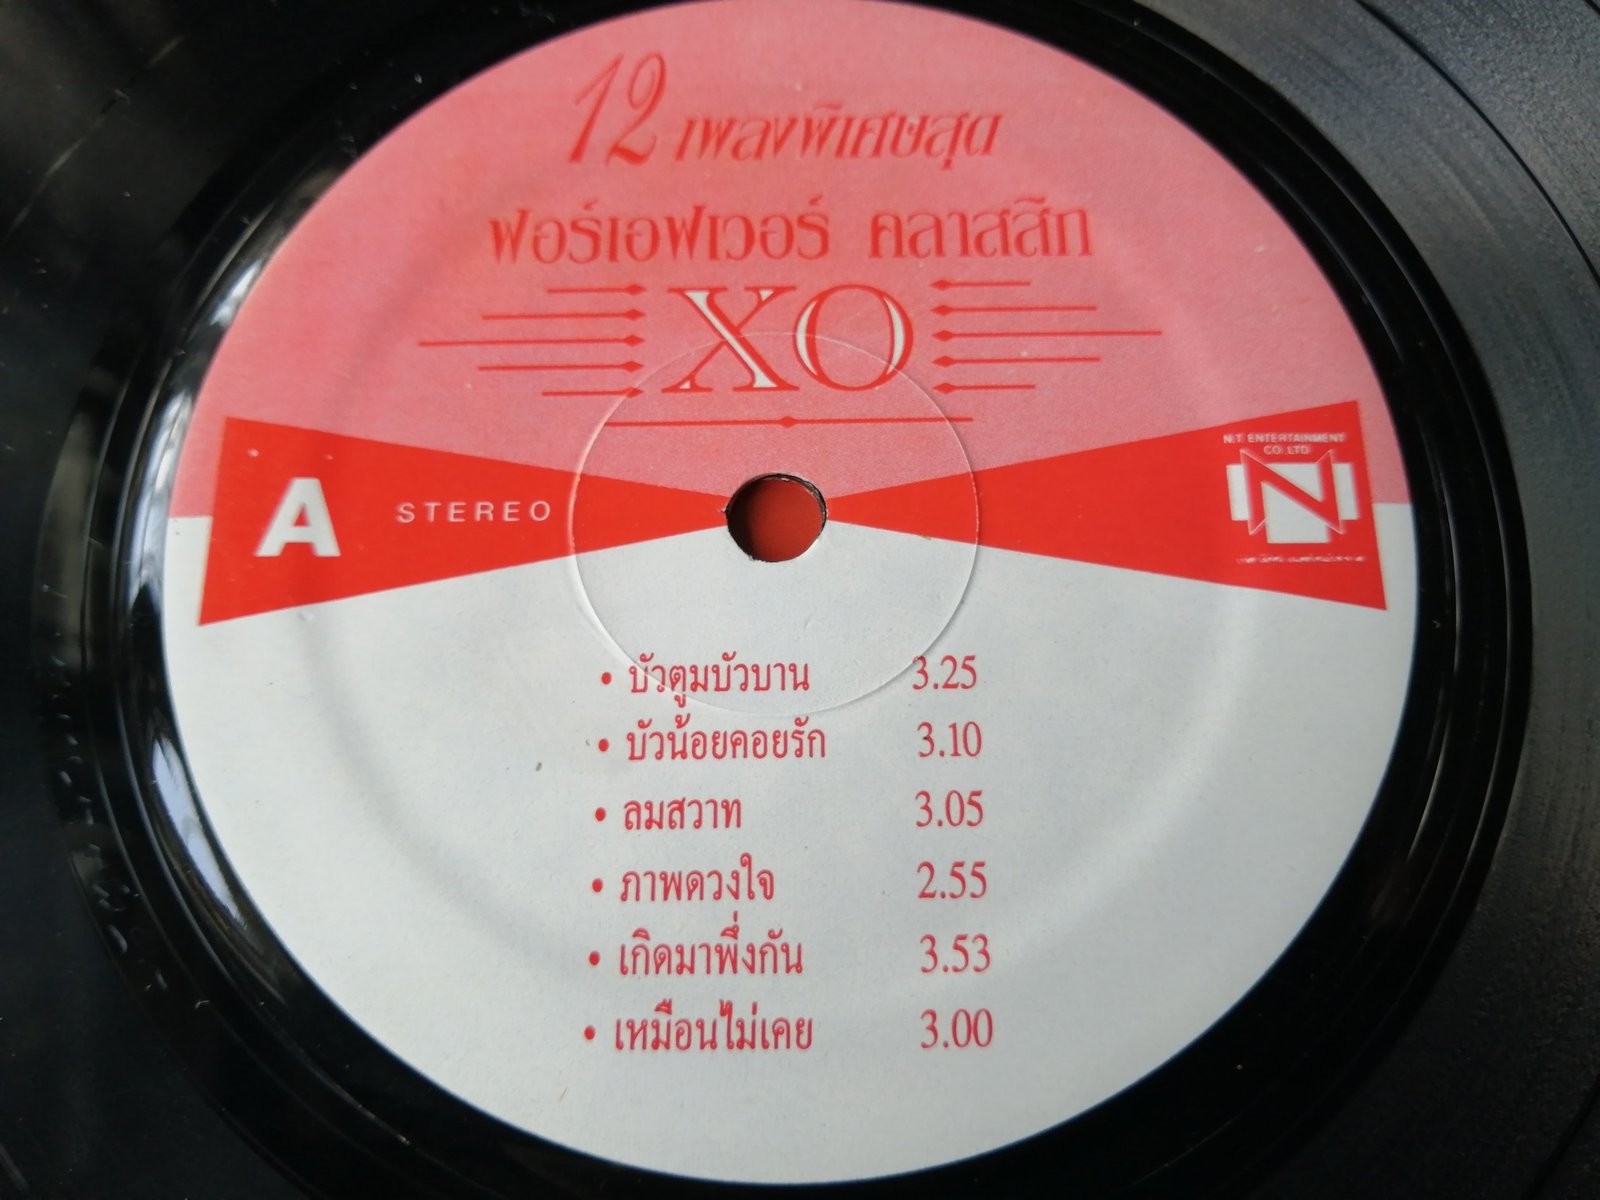 12 เพลงพิเศษสุด
ฟอร์เอฟเวอร์ คลาสสิก
XO
A STEREO
N.T. ENTERTAINMENT
CO. LTD
N
• บัวตูมบัวบาน 3.25
• บัวน้อยคอยรัก 3.10
• ลมสวาท 3.05
• ภาพดวงใจ 2.55
• เกิดมาพึ่งกัน 3.53
• เหมือนไม่เคย 3.00